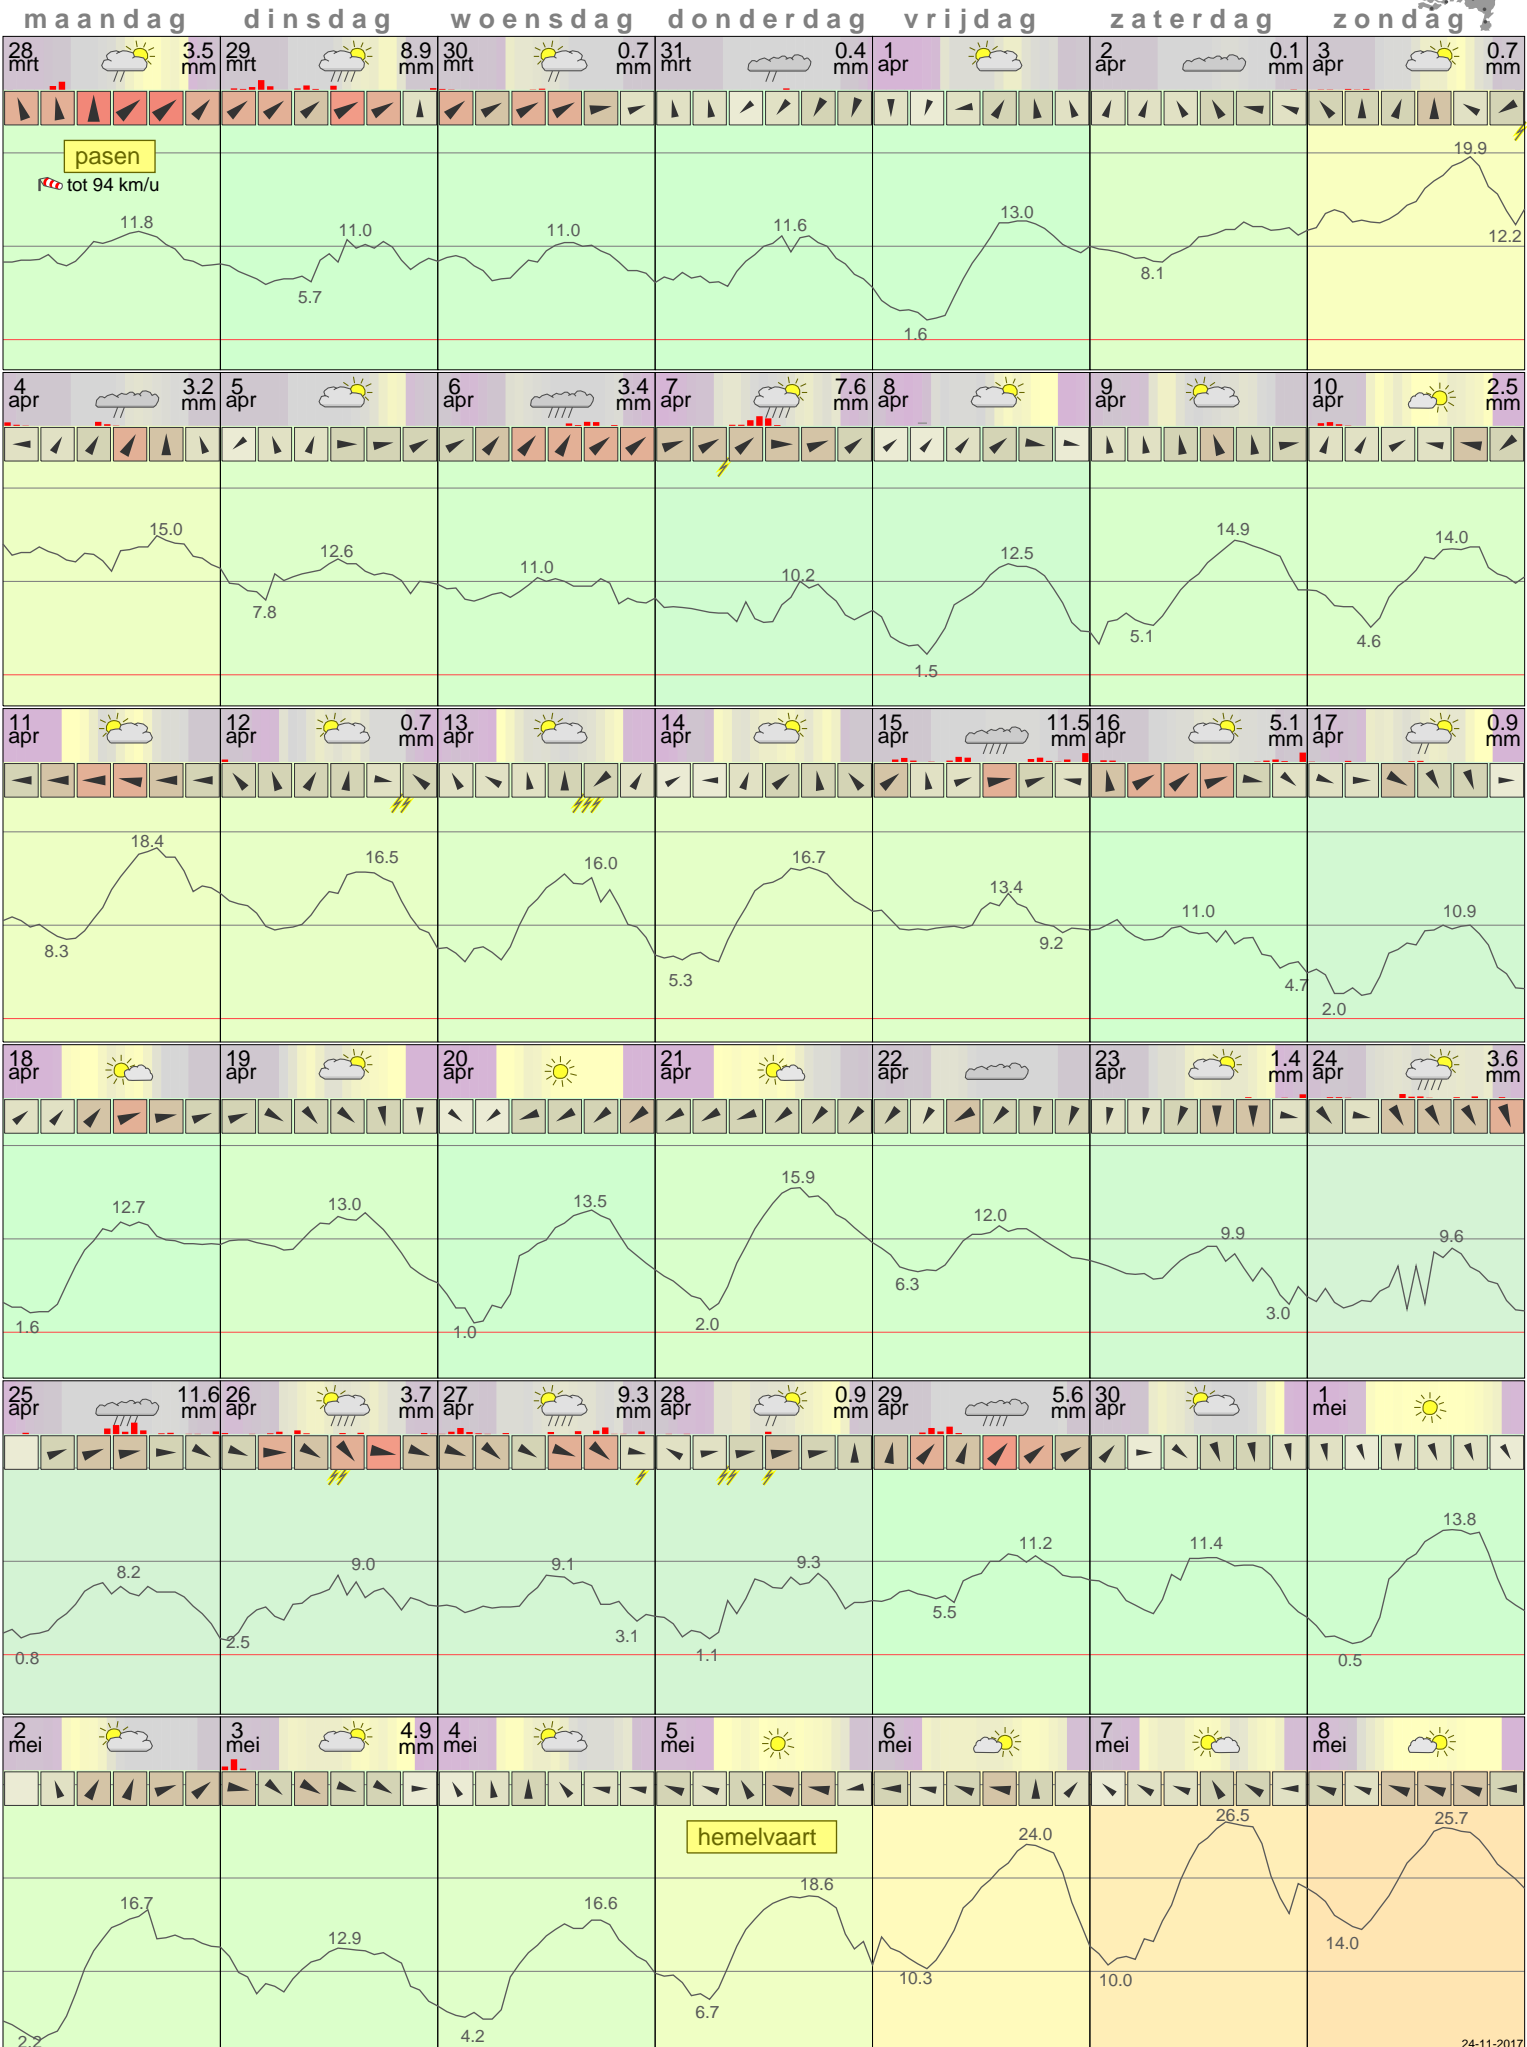 maandag dinsdag woensdag donderdag vrijdag zaterdag zondag
28 3.5 29 8.9 30 0.7 31 0.4 1 2 0.1 3 0.7
mrt mm mrt mm mrt mm mrt mm apr apr mm apr mm
pasen
tot 94 km/u
11.8 5.7 11.0 11.0 11.6 1.6 13.0 8.1 19.9 12.2
4 3.2 5 6 3.4 7 7.6 8 9 10 2.5
apr mm apr apr mm apr mm apr apr apr mm
15.0 7.8 12.6 11.0 10.2 1.5 12.5 5.1 14.9 4.6 14.0
11 12 0.7 13 14 15 11.5 16 5.1 17 0.9
apr apr mm apr apr apr mm apr mm apr mm
8.3 18.4 16.5 16.0 5.3 16.7 13.4 9.2 11.0 4.7 2.0 10.9
18 19 20 21 22 23 1.4 24 3.6
apr apr apr apr apr apr mm apr mm
1.6 12.7 13.0 1.0 13.5 2.0 15.9 6.3 12.0 9.9 3.0 9.6
25 11.6 26 3.7 27 9.3 28 0.9 29 5.6 30 1
apr mm apr mm apr mm apr mm apr mm apr mei
0.8 8.2 2.5 9.0 9.1 3.1 1.1 9.3 5.5 11.2 11.4 0.5 13.8
2 3 4.9 4 5 6 7 8
mei mei mm mei mei mei mei mei
hemelvaart
2.2 16.7 12.9 4.2 16.6 6.7 18.6 10.3 24.0 10.0 26.5 14.0 25.7
24-11-2017